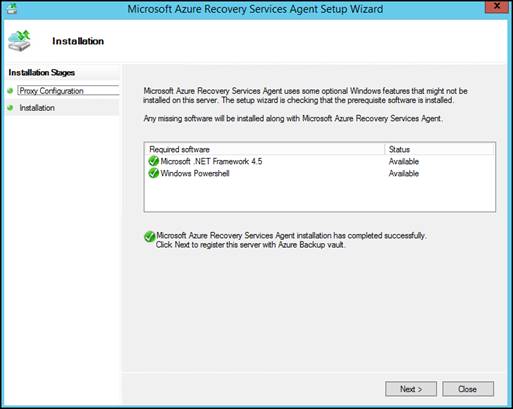 Microsoft Azure Recovery Services Agent Setup Wizard
x
Installation
Installation Stages
Proxy Configuration
Installation
Microsoft Azure Recovery Services Agent uses some optional Windows features that might not be
installed on this server. The setup wizard is checking that the prerequisite software is installed.
Any missing software will be installed along with Microsoft Azure Recovery Services Agent.
Required software Status
Microsoft .NET Framework 4.5 Available
Windows Powershell Available
Microsoft Azure Recovery Services Agent installation has completed successfully.
Click Next to register this server with Azure Backup vault.
Next > Close